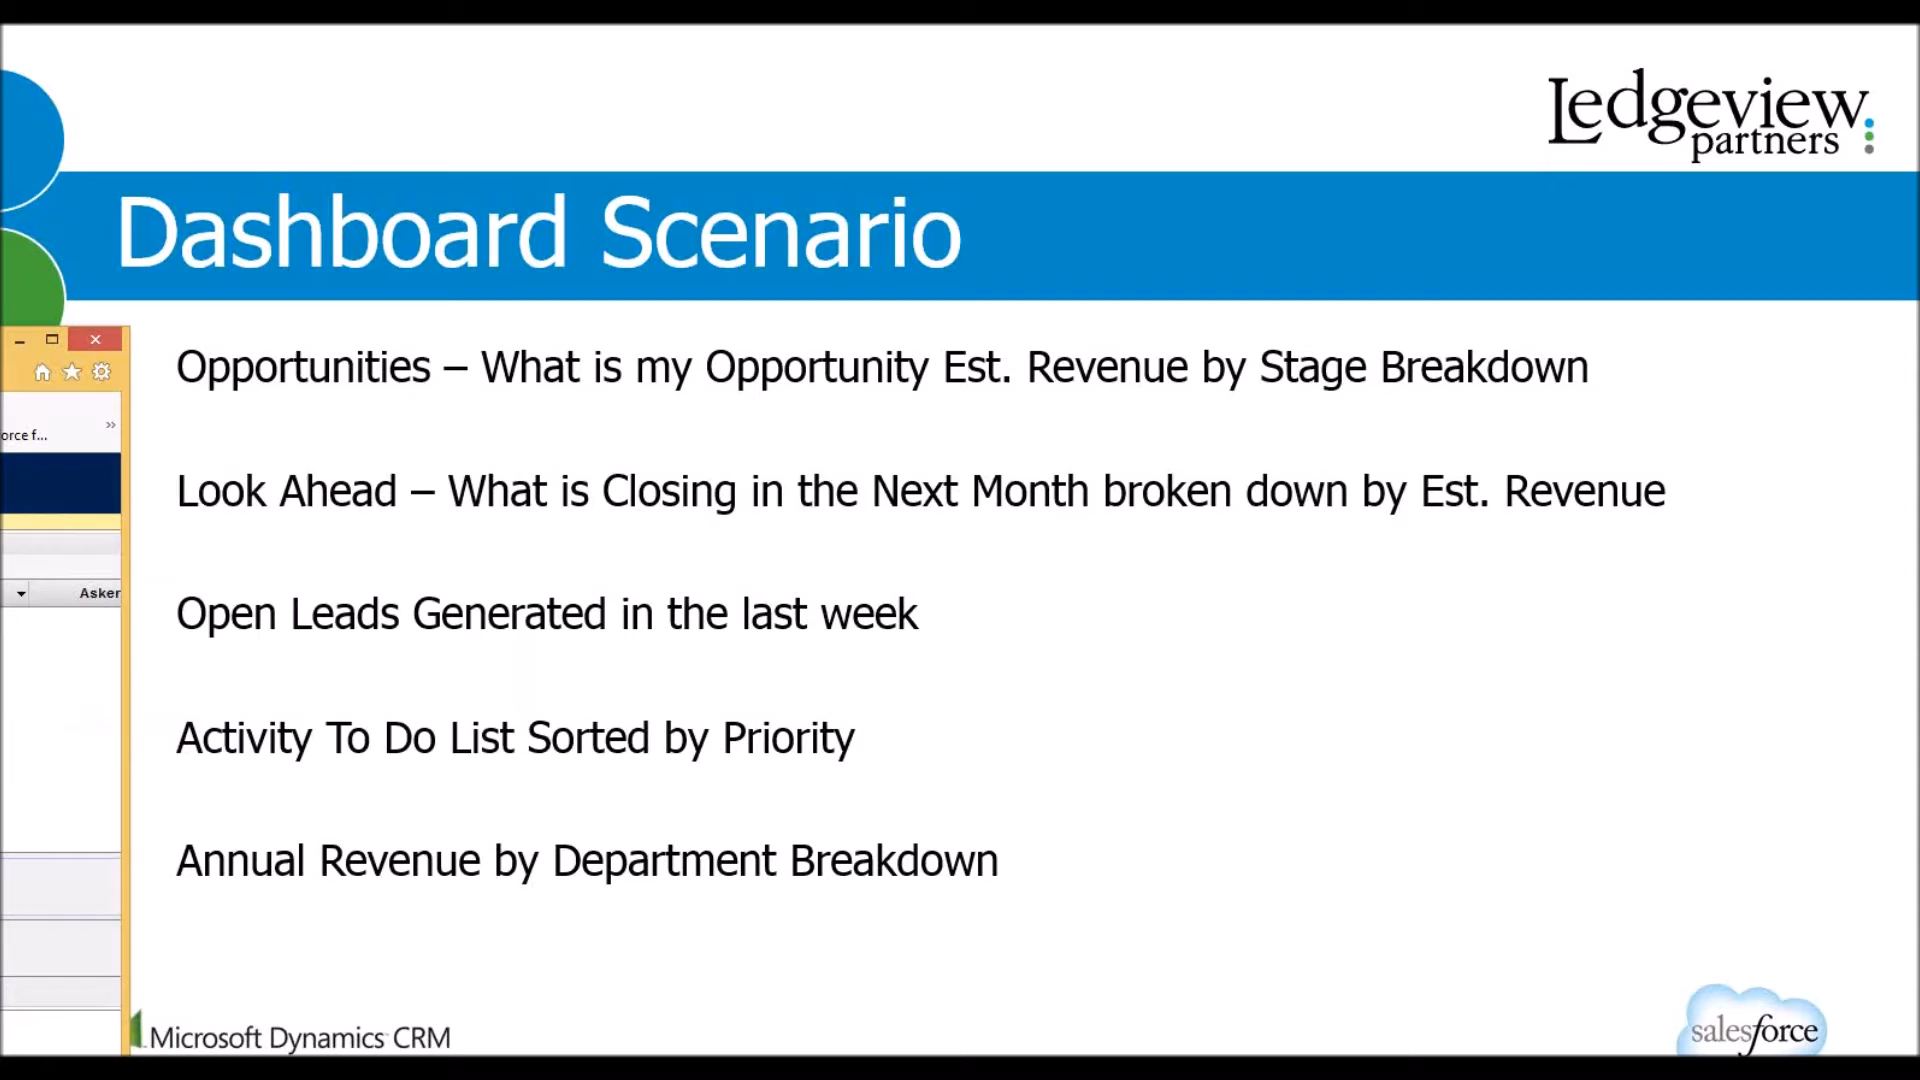 Ledgeview
partners
Dashboard Scenario
Opportunities – What is my Opportunity Est. Revenue by Stage Breakdown
orce f...
Look Ahead – What is Closing in the Next Month broken down by Est. Revenue
Asker
Open Leads Generated in the last week
Activity To Do List Sorted by Priority
Annual Revenue by Department Breakdown
Microsoft Dynamics CRM
salesforce